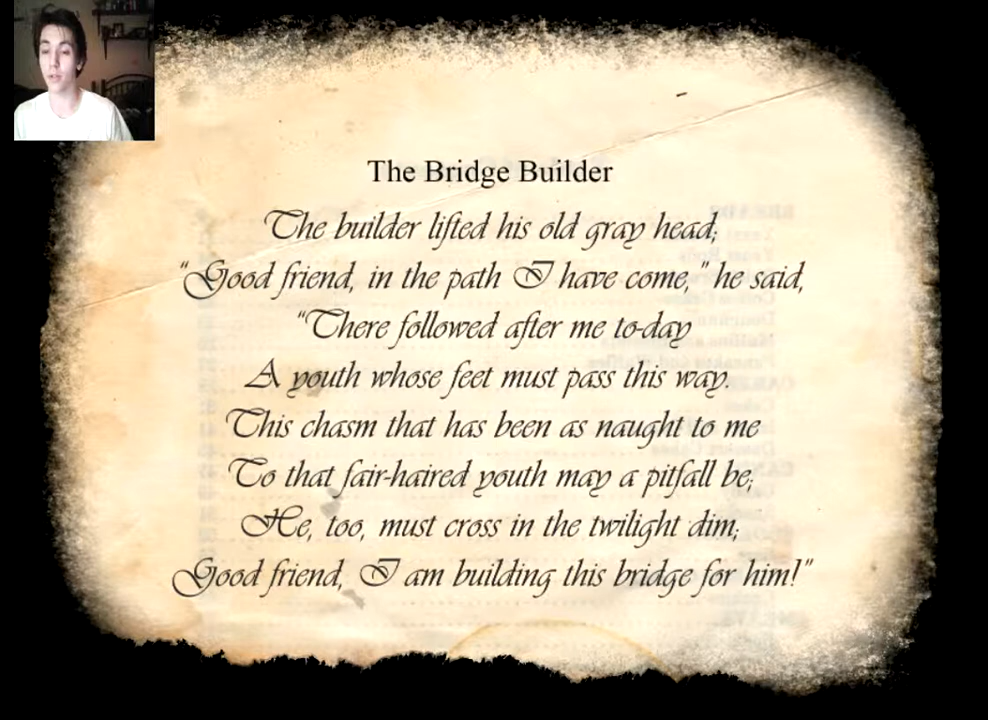 The Bridge Builder
The builder lifted his old gray head;
"Good friend, in the path I have come," he said,
"There followed after me to-day
A youth whose feet must pass this way.
This chasm that has been as naught to me
To that fair-haired youth may a pitfall be;
He, too, must cross in the twilight dim;
Good friend, I am building this bridge for him!"